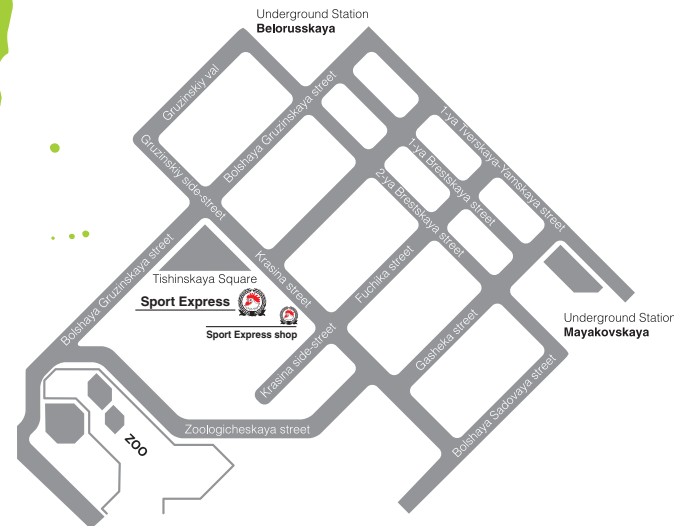 Underground Station
Belorusskaya
Gruzinskiy val
Bolshaya Gruzinskaya street
1-ya Tverskaya-Yamskaya street
1-ya Brestskaya street
2-ya Brestskaya street
Gruzinskiy side-street
Bolshaya Gruzinskaya street
Krasina street
Fuchika street
Tishinskaya Square
Sport Express
Sport Express shop
Underground Station
Mayakovskaya
Gasheka street
Krasina side-street
Bolshaya Sadovaya street
Zoologicheskaya street
ZOO